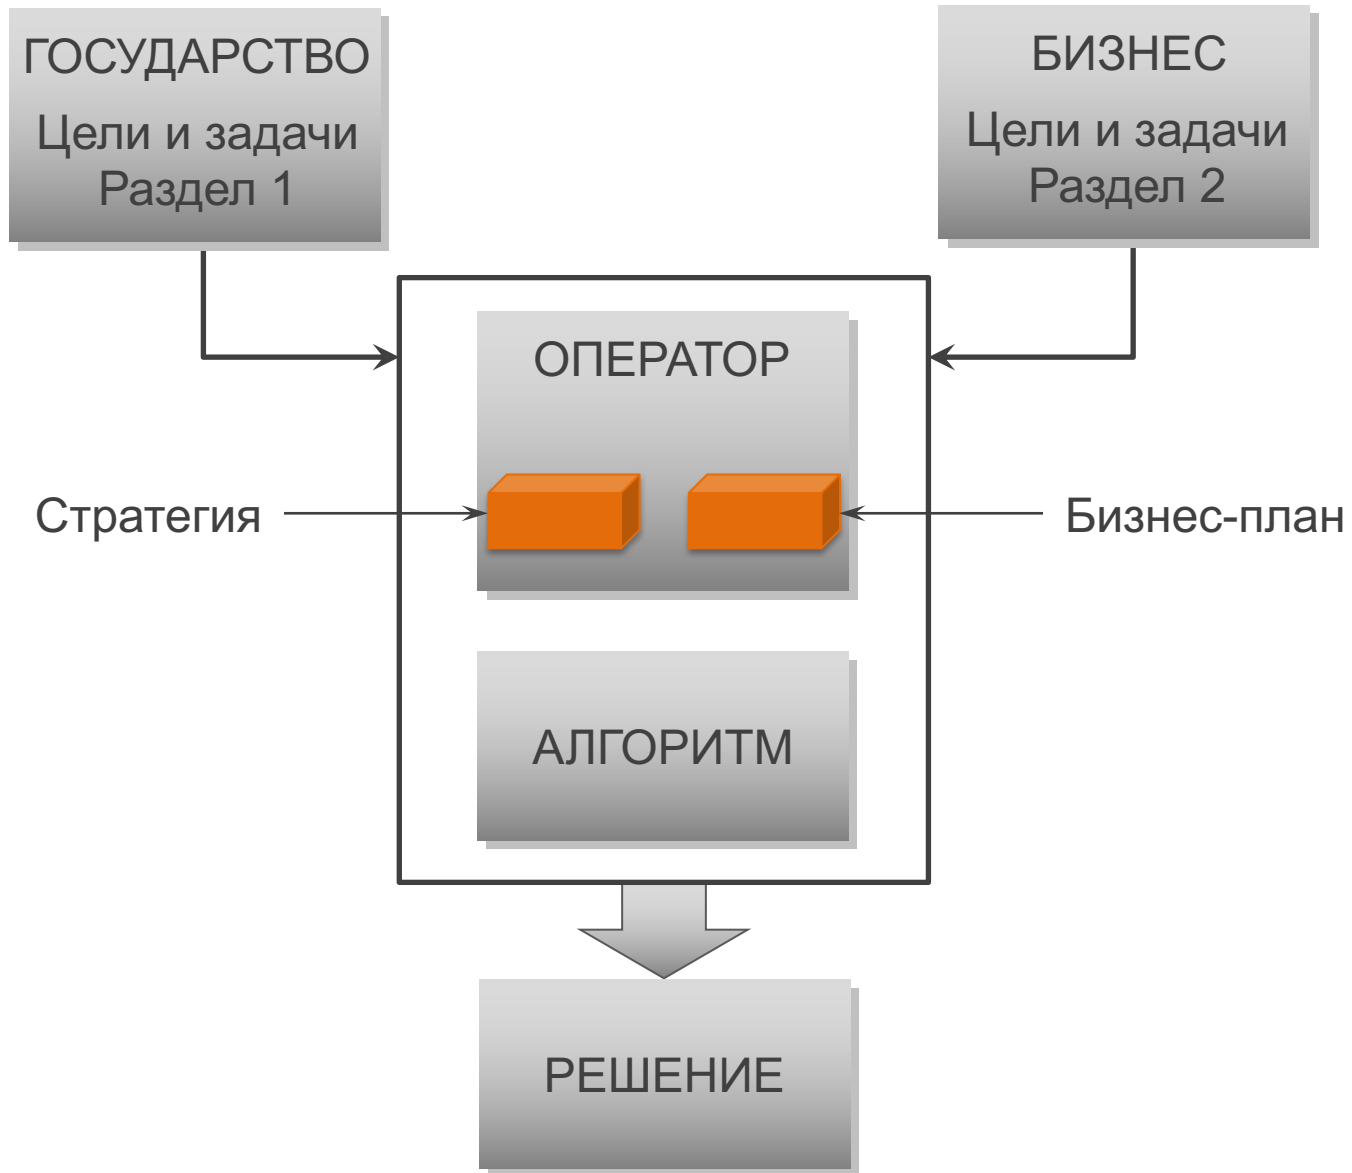 ГОСУДАРСТВО
Цели и задачи
Раздел 1
БИЗНЕС
Цели и задачи
Раздел 2
ОПЕРАТОР
Стратегия
Бизнес-план
АЛГОРИТМ
РЕШЕНИЕ